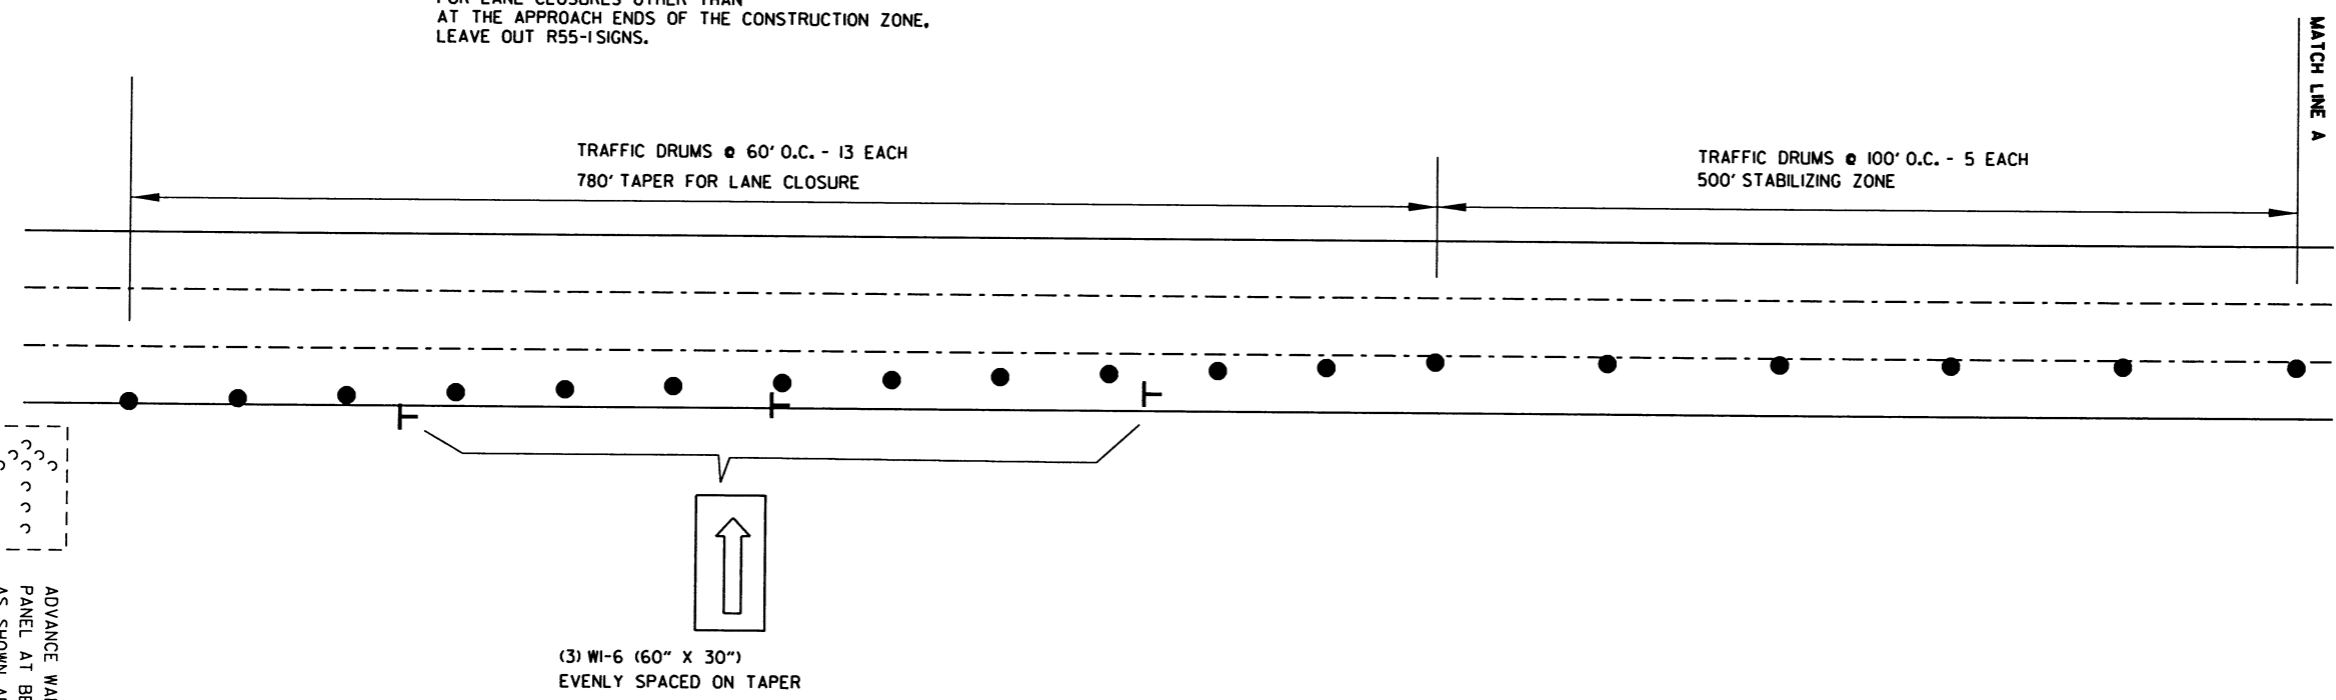 AT THE APPROACH ENDS OF THE CONSTRUCTION ZONE,
LEAVE OUT R55-1 SIGNS.
MATCH LINE A
TRAFFIC DRUMS @ 60' O.C. - 13 EACH
780' TAPER FOR LANE CLOSURE
TRAFFIC DRUMS @ 100' O.C. - 5 EACH
500' STABILIZING ZONE
(3) W1-6 (60" X 30")
EVENLY SPACED ON TAPER
ADVANCE
PANEL AT
AS SHOWN